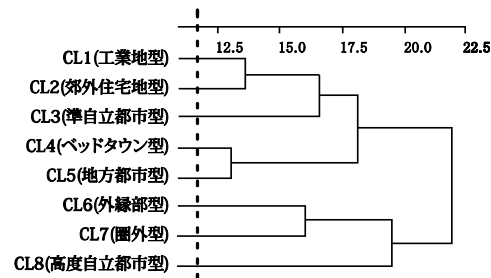 12.5 15.0 17.5 20.0 22.5
CL1(工業地型)
CL2(郊外住宅地型)
CL3(準自立都市型)
CL4(ベッドタウン型)
CL5(地方都市型)
CL6(外縁部型)
CL7(圏外型)
CL8(高度自立都市型)